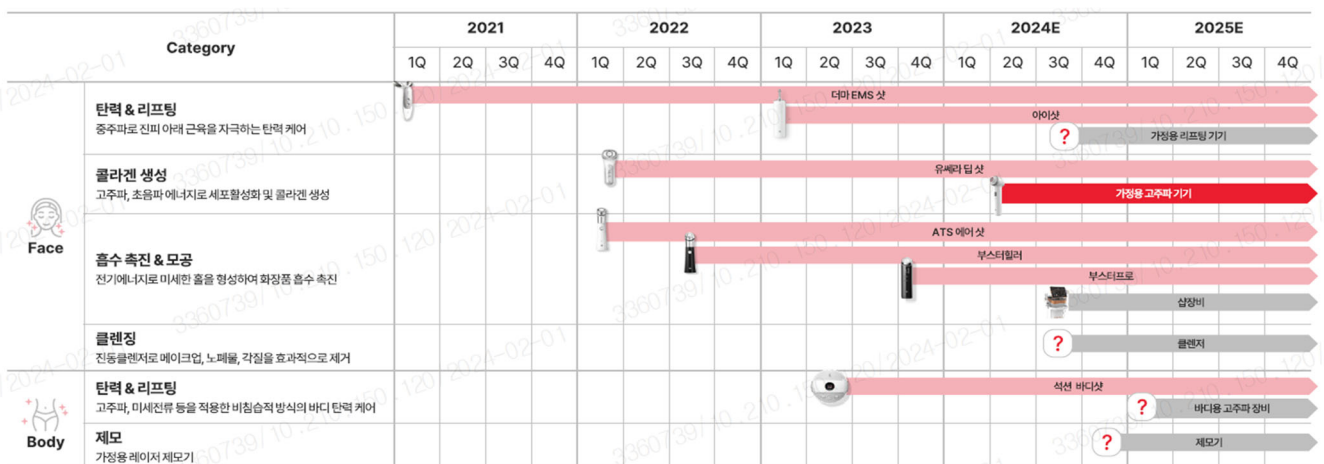 Category
2021
2022
2023
2024E
2025E
1Q 2Q 3Q 4Q 1Q 2Q 3Q 4Q 1Q 2Q 3Q 4Q 1Q 2Q 3Q 4Q 1Q 2Q 3Q 4Q
Face
탄력 & 리프팅
중주파로 진피 아래 근육을 자극하는 탄력 케어
더마 EMS 샷
아이샷
?
가정용 리프팅 기기
콜라겐 생성
고주파, 초음파 에너지로 세포활성화 및 콜라겐 생성
유쎄라 딥 샷
가정용 고주파 기기
흡수 촉진 & 모공
전기에너지로 미세한 홀을 형성하여 화장품 흡수 촉진
ATS 에어 샷
부스터힐러
부스터프로
샵장비
클렌징
진동클렌저로 메이크업, 노폐물, 각질을 효과적으로 제거
?
클렌저
Body
탄력 & 리프팅
고주파, 미세전류 등을 적용한 비침습적 방식의 바디 탄력 케어
석션 바디샷
?
바디용 고주파 장비
제모
가정용 레이저 제모기
?
제모기